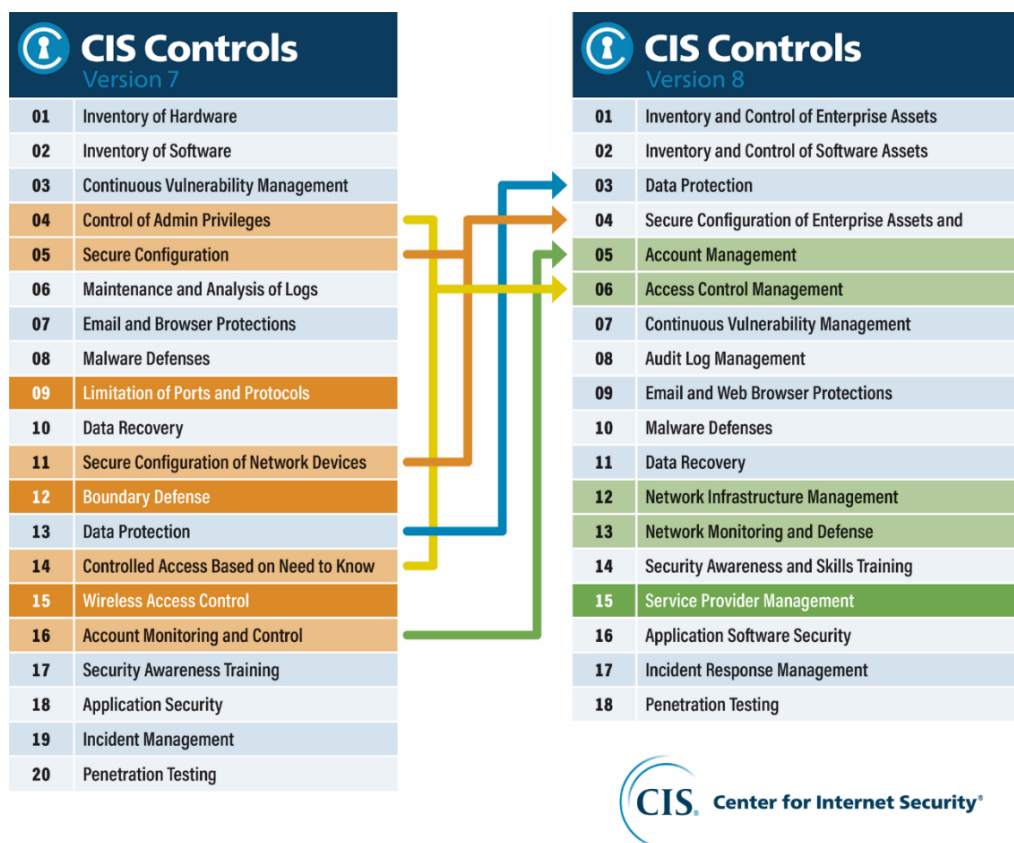 CIS Controls
Version 7
01 Inventory of Hardware
02 Inventory of Software
03 Continuous Vulnerability Management
04 Control of Admin Privileges
05 Secure Configuration
06 Maintenance and Analysis of Logs
07 Email and Browser Protections
08 Malware Defenses
09 Limitation of Ports and Protocols
10 Data Recovery
11 Secure Configuration of Network Devices
12 Boundary Defense
13 Data Protection
14 Controlled Access Based on Need to Know
15 Wireless Access Control
16 Account Monitoring and Control
17 Security Awareness Training
18 Application Security
19 Incident Management
20 Penetration Testing
CIS Controls
Version 8
01 Inventory and Control of Enterprise Assets
02 Inventory and Control of Software Assets
03 Data Protection
04 Secure Configuration of Enterprise Assets and
05 Account Management
06 Access Control Management
07 Continuous Vulnerability Management
08 Audit Log Management
09 Email and Web Browser Protections
10 Malware Defenses
11 Data Recovery
12 Network Infrastructure Management
13 Network Monitoring and Defense
14 Security Awareness and Skills Training
15 Service Provider Management
16 Application Software Security
17 Incident Response Management
18 Penetration Testing
CIS® Center for Internet Security®